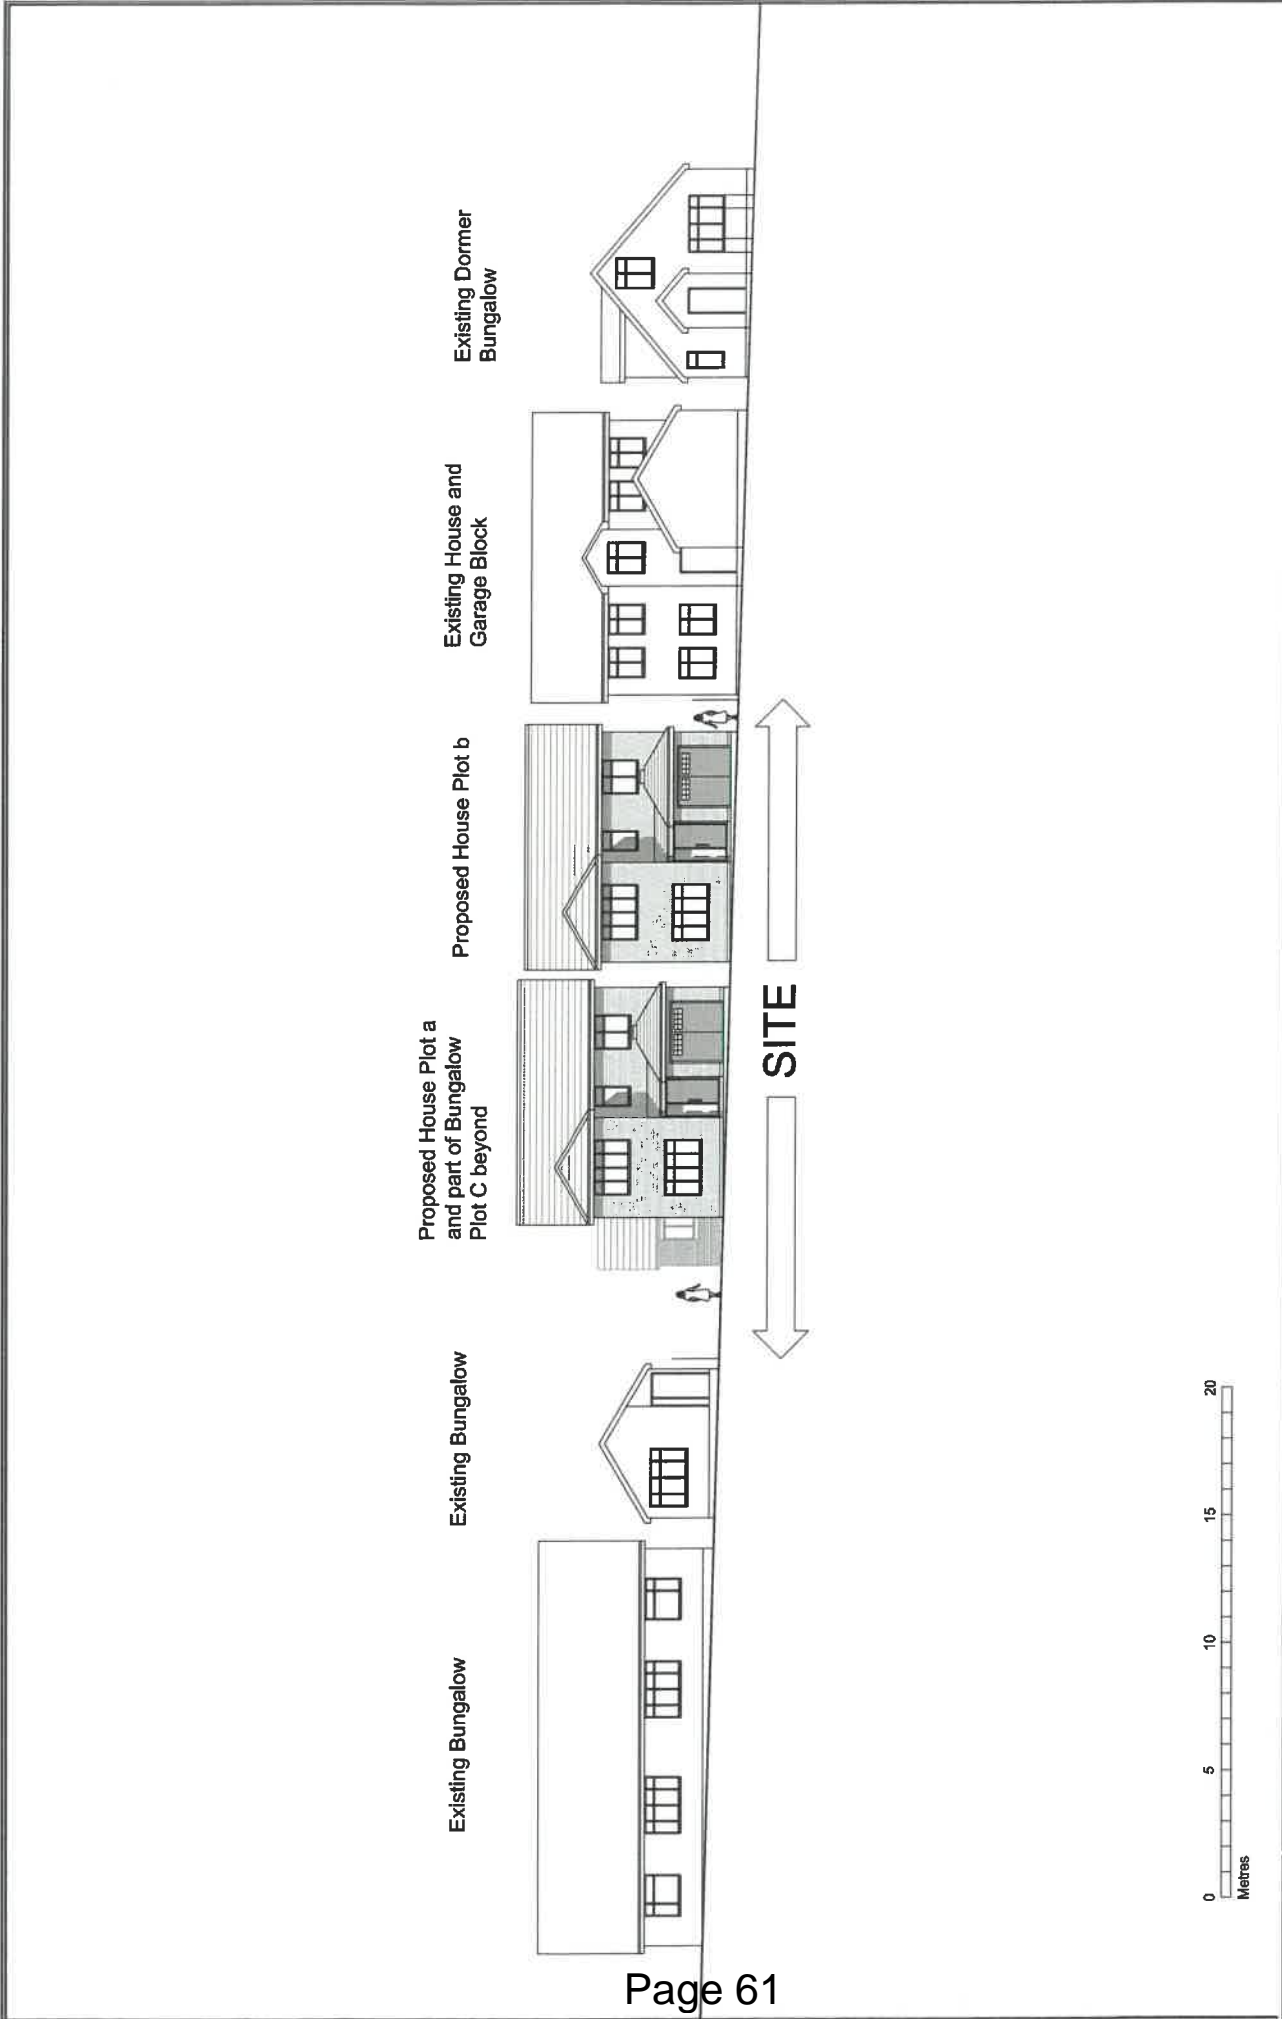 Existing Bungalow
Existing Bungalow
Proposed House Plot a
and part of Bungalow
Plot C beyond
Proposed House Plot b
Existing House and
Garage Block
Existing Dormer
Bungalow
SITE
0 5 10 15 20
Metres
Page 61